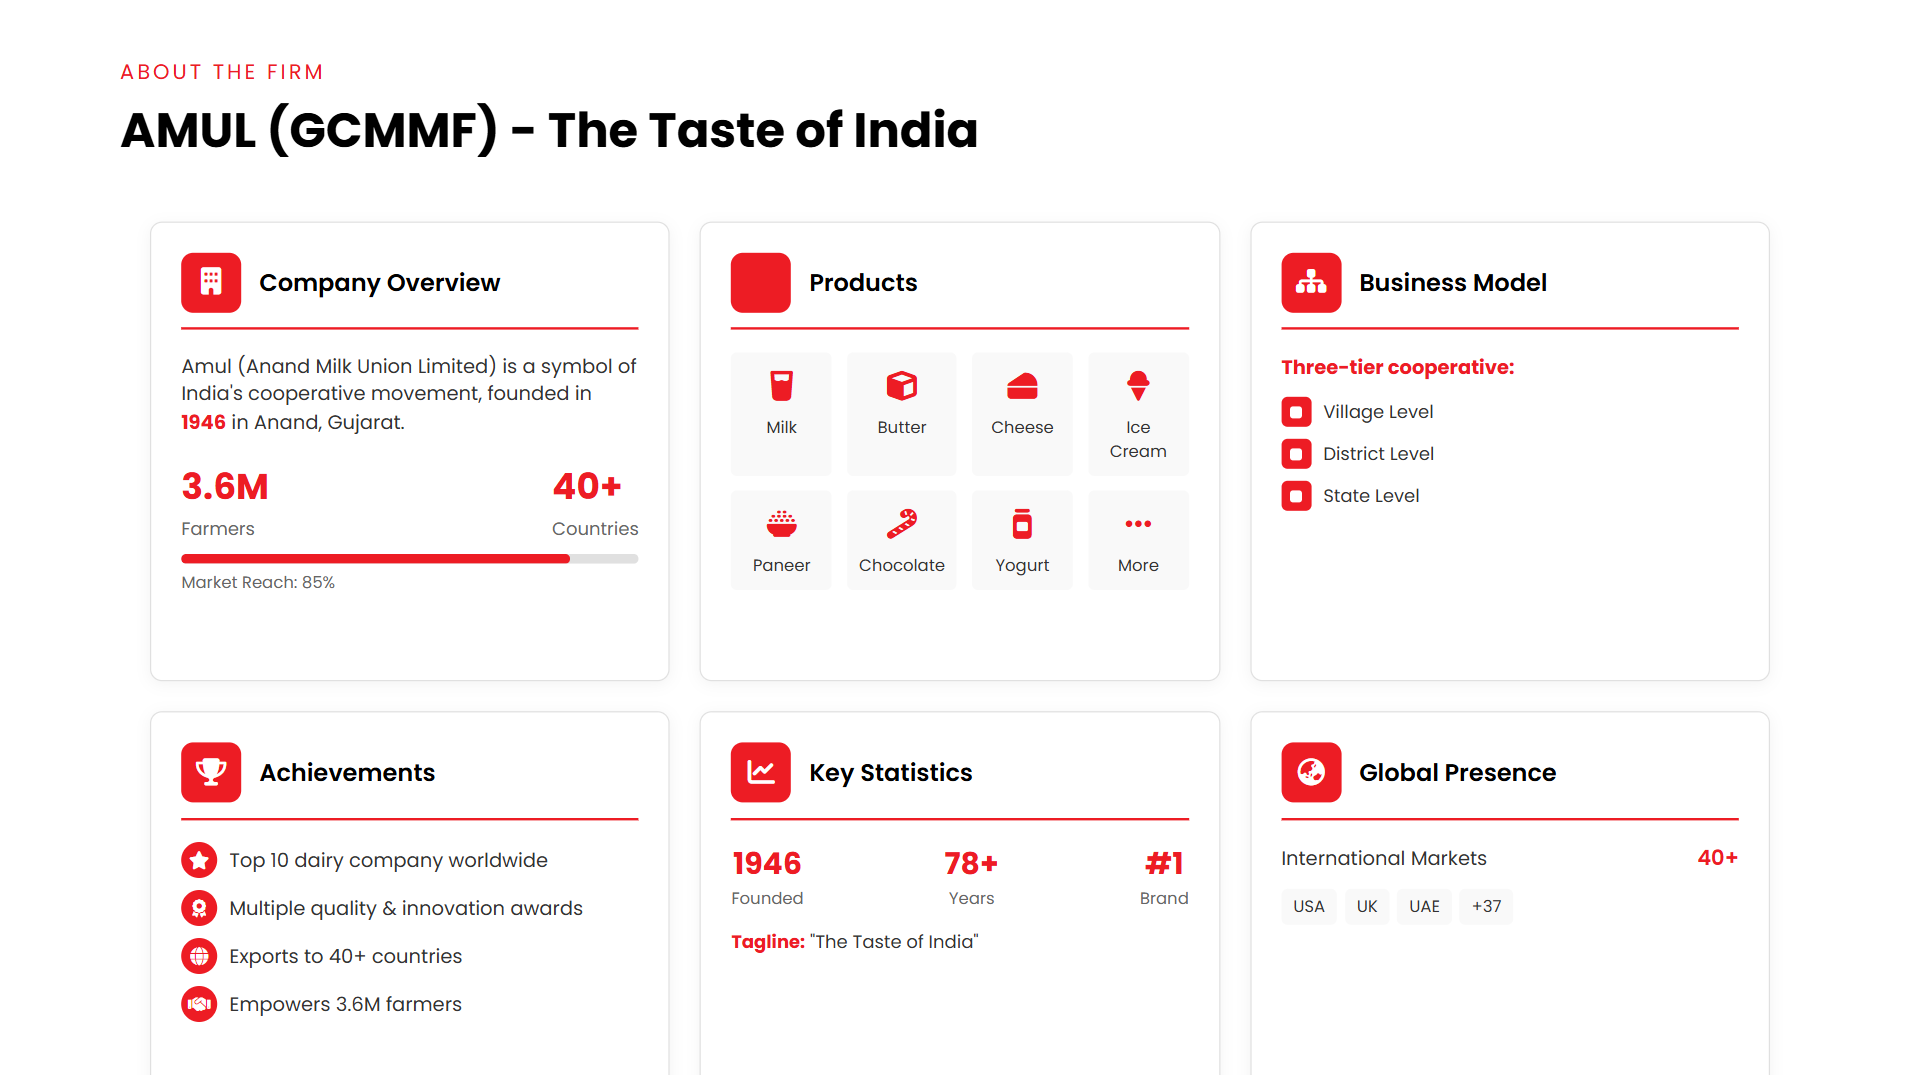 ABOUT THE FIRM
AMUL (GCMMF) - The Taste of India
Company Overview
Amul (Anand Milk Union Limited) is a symbol of
India's cooperative movement, founded in
1946 in Anand, Gujarat.
3.6M
Farmers
40+
Countries
Market Reach: 85%
Products
Milk
Butter
Cheese
Ice
Cream
Paneer
Chocolate
Yogurt
More
Business Model
Three-tier cooperative:
Village Level
District Level
State Level
Achievements
Top 10 dairy company worldwide
Multiple quality & innovation awards
Exports to 40+ countries
Empowers 3.6M farmers
Key Statistics
1946
Founded
78+
Years
#1
Brand
Tagline: "The Taste of India"
Global Presence
International Markets 40+
USA UK UAE +37